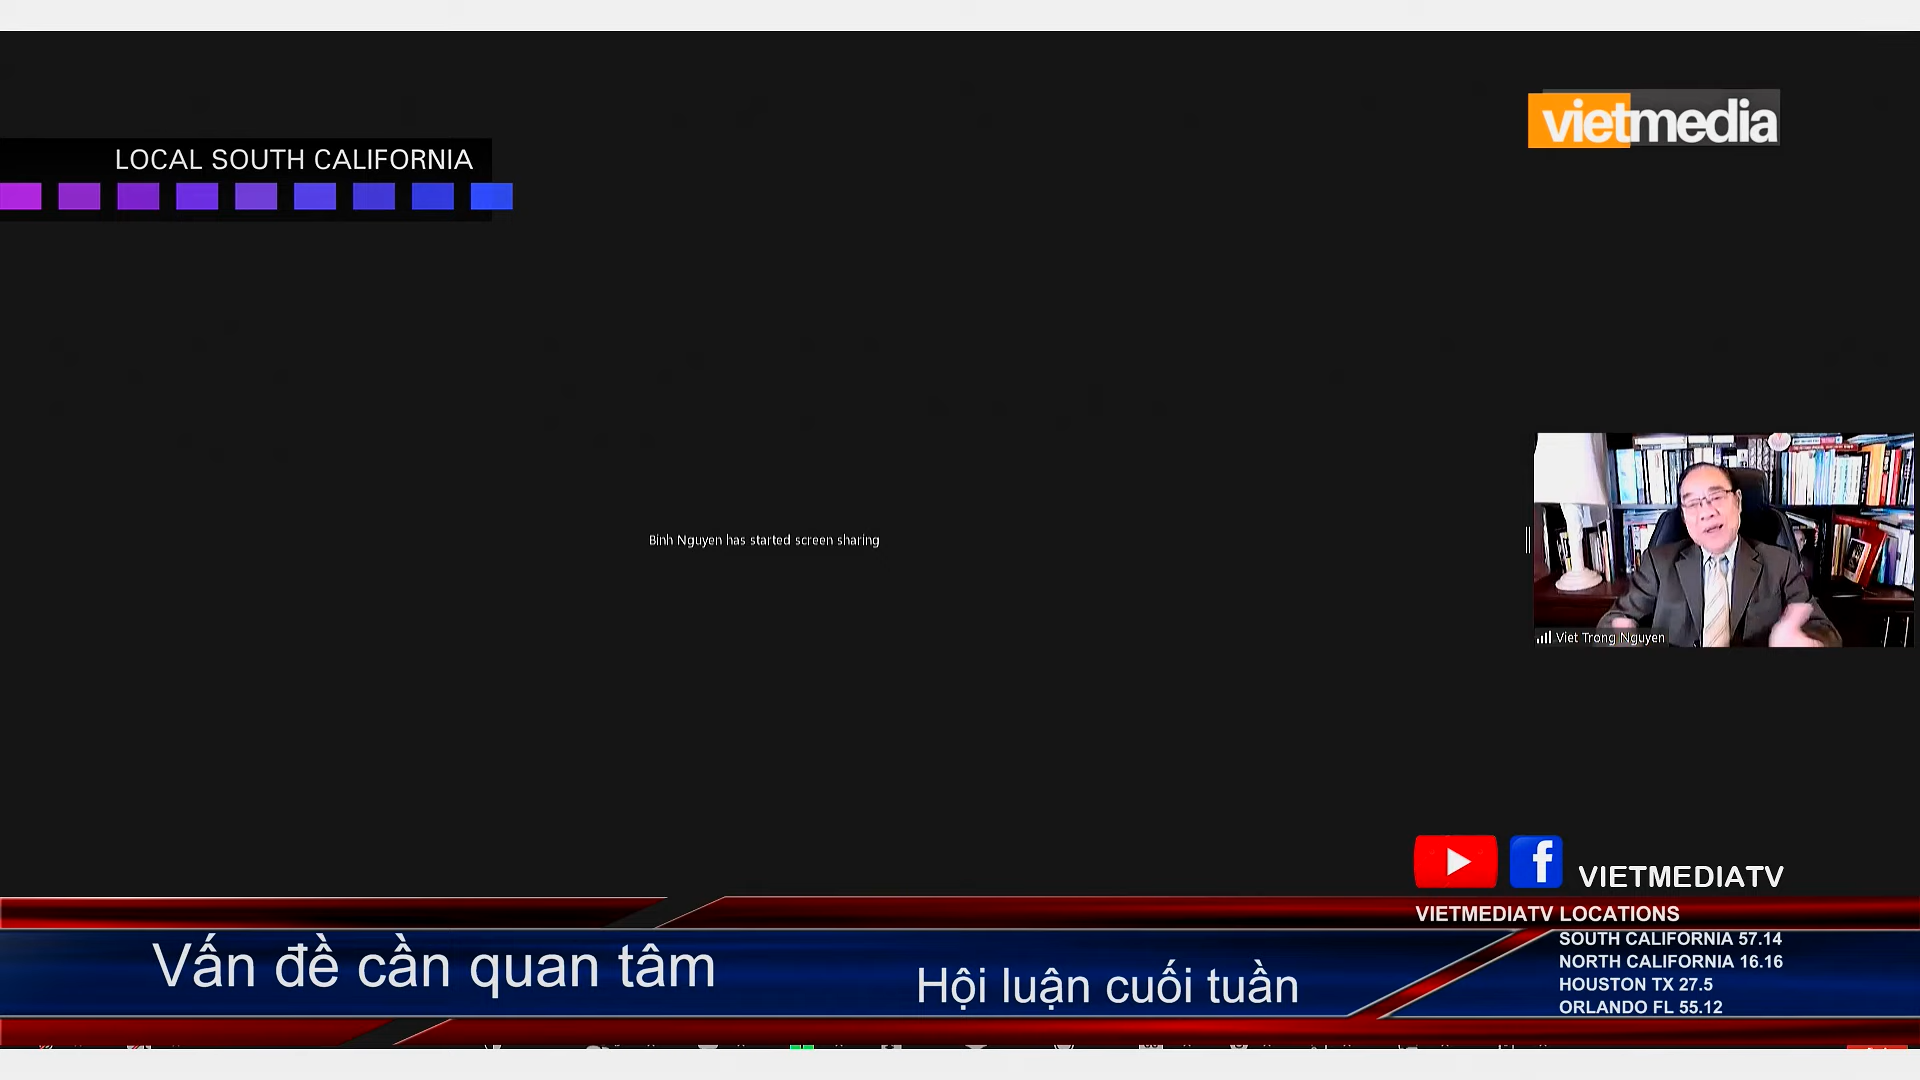 vietmedia
LOCAL SOUTH CALIFORNIA
Binh Nguyen has started screen sharing
Viet Trong Nguyen
VIETMEDIATV
VIETMEDIATV LOCATIONS
SOUTH CALIFORNIA 57.14
NORTH CALIFORNIA 16.16
HOUSTON TX 27.5
ORLANDO FL 55.12
Vấn đề cần quan tâm
Hội luận cuối tuần